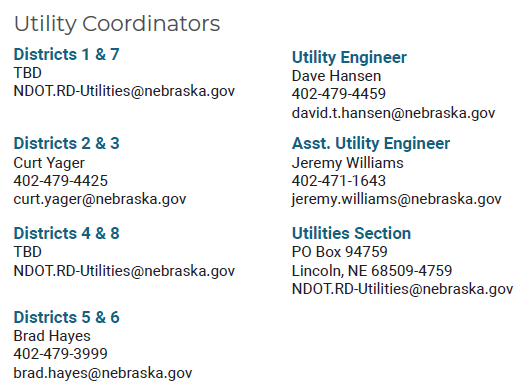 Utility Coordinators
Districts 1 & 7
TBD
NDOT.RD-Utilities@nebraska.gov
Districts 2 & 3
Curt Yager
402-479-4425
curt.yager@nebraska.gov
Districts 4 & 8
TBD
NDOT.RD-Utilities@nebraska.gov
Districts 5 & 6
Brad Hayes
402-479-3999
brad.hayes@nebraska.gov
Utility Engineer
Dave Hansen
402-479-4459
david.t.hansen@nebraska.gov
Asst. Utility Engineer
Jeremy Williams
402-471-1643
jeremy.williams@nebraska.gov
Utilities Section
PO Box 94759
Lincoln, NE 68509-4759
NDOT.RD-Utilities@nebraska.gov